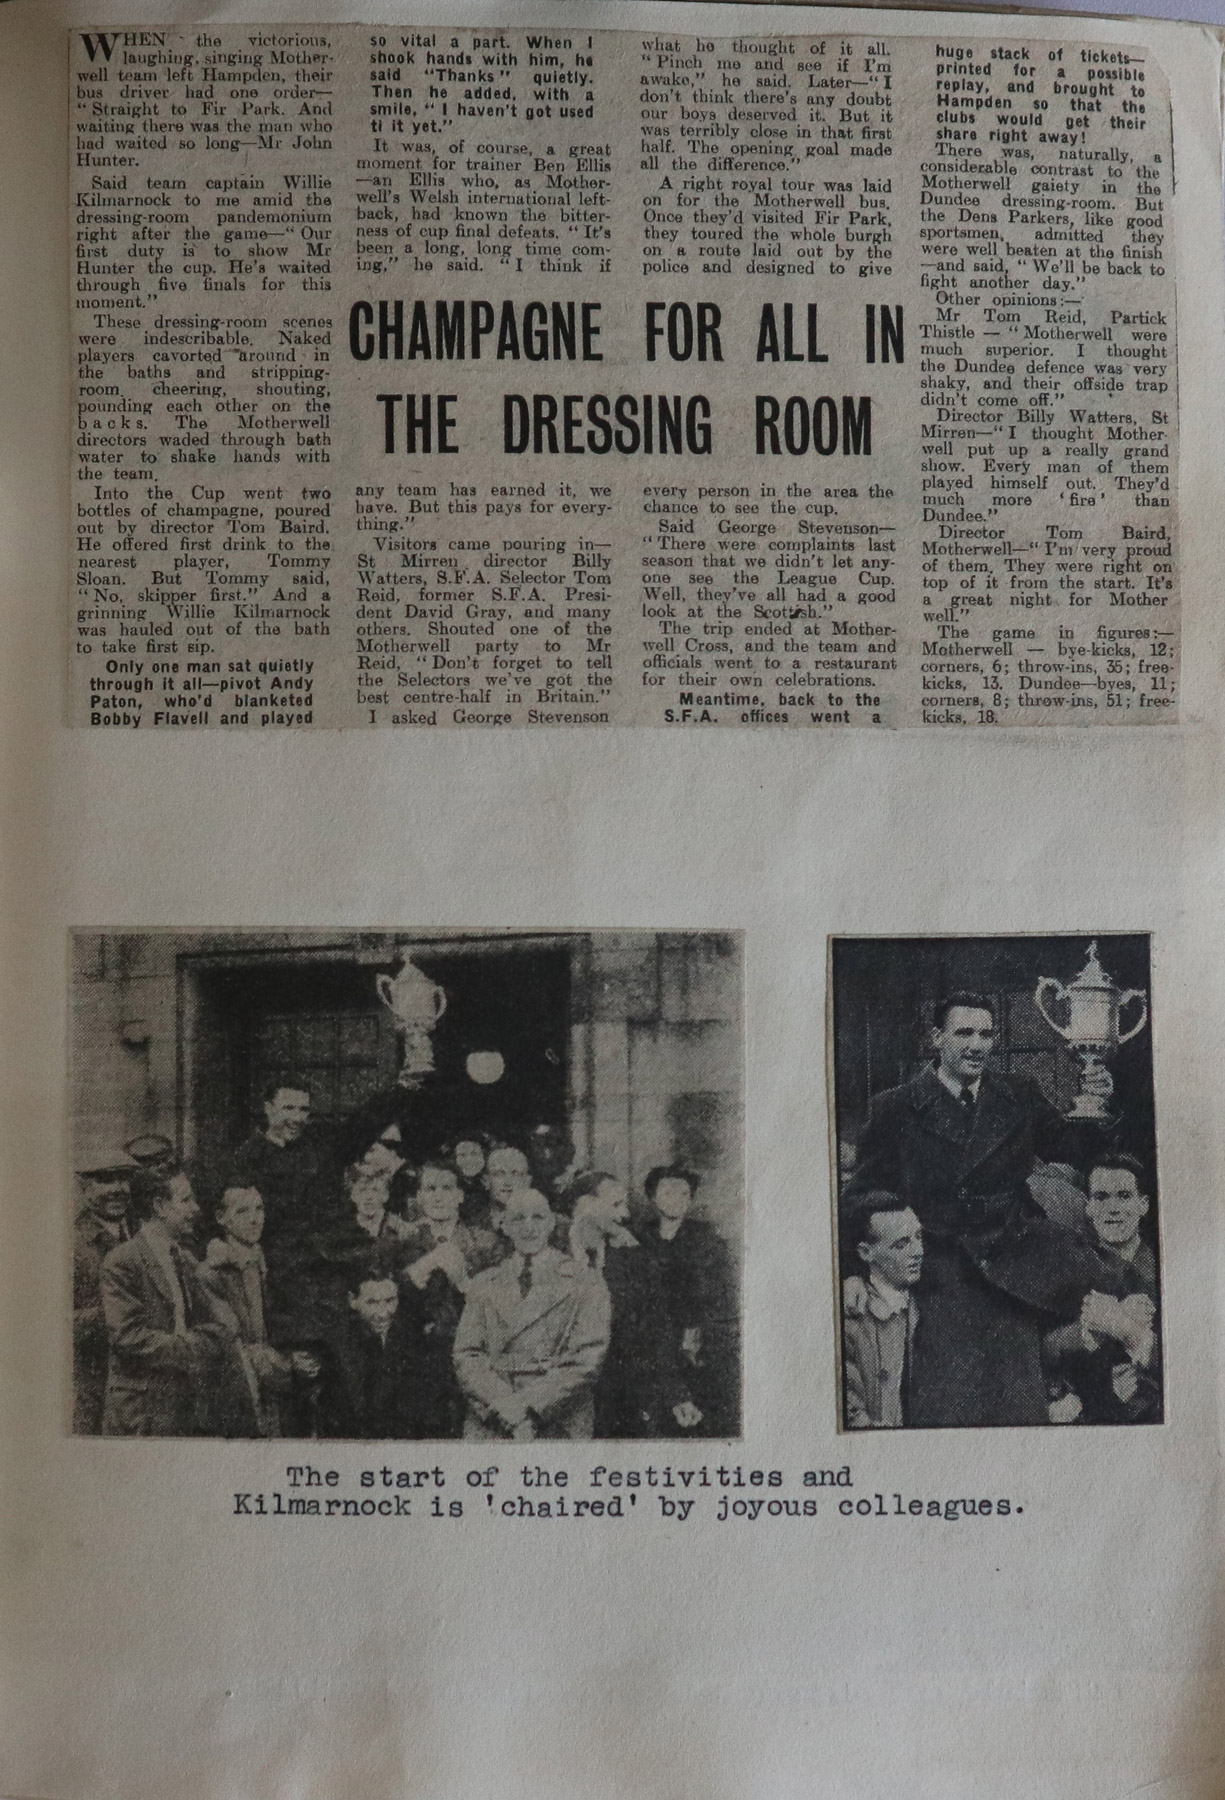 WHEN the victorious,
laughing, singing Mother-
well team left Hampden, their
bus driver had one order—
"Straight to Fir Park. And
waiting there was the man who
had waited so long—Mr John
Hunter.
Said team captain Willie
Kilmarnock to me amid the
dressing-room pandemonium
right after the game—"Our
first duty is to show Mr
Hunter the cup. He's waited
through five finals for this
moment."
These dressing-room scenes
were indescribable. Naked
players cavorted around in
the baths and stripping-
room, cheering, shouting,
pounding each other on the
backs. The Motherwell
directors waded through bath
water to shake hands with
the team.
Into the Cup went two
bottles of champagne, poured
out by director Tom Baird.
He offered first drink to the
nearest player, Tommy
Sloan. But Tommy said,
"No, skipper first." And a
grinning Willie Kilmarnock
was hauled out of the bath
to take first sip.
Only one man sat quietly
through it all—pivot Andy
Paton, who'd blanketed
Bobby Flavell and played
so vital a part. When I
shook hands with him, he
said "Thanks" quietly.
Then he added, with a
smile, "I haven't got used
ti it yet."
It was, of course, a great
moment for trainer Ben Ellis
—an Ellis who, as Mother-
well's Welsh international left-
back, had known the bitter-
ness of cup final defeats. "It's
been a long, long time com-
ing," he said. "I think if
CHAMPAGNE FOR ALL IN
THE DRESSING ROOM
any team has earned it, we
have. But this pays for every-
thing."
Visitors came pouring in—
St Mirren director Billy
Watters, S.F.A. Selector Tom
Reid, former S.F.A. Presi-
dent David Gray, and many
others. Shouted one of the
Motherwell party to Mr
Reid, "Don't forget to tell
the Selectors we've got the
best centre-half in Britain."
I asked George Stevenson
what he thought of it all.
"Pinch me and see if I'm
awake," he said. Later—"I
don't think there's any doubt
our boys deserved it. But it
was terribly close in that first
half. The opening goal made
all the difference."
A right royal tour was laid
on for the Motherwell bus.
Once they'd visited Fir Park,
they toured the whole burgh
on a route laid out by the
police and designed to give
every person in the area the
chance to see the cup.
Said George Stevenson—
"There were complaints last
season that we didn't let any-
one see the League Cup.
Well, they've all had a good
look at the Scottish."
The trip ended at Mother-
well Cross, and the team and
officials went to a restaurant
for their own celebrations.
Meantime, back to the
S.F.A. offices went a
huge stack of tickets—
printed for a possible
replay, and brought to
Hampden so that the
clubs would get their
share right away!
There was, naturally, a
considerable contrast to the
Motherwell gaiety in the
Dundee dressing-room. But
the Dens Parkers, like good
sportsmen, admitted they
were well beaten at the finish
—and said, "We'll be back to
fight another day."
Other opinions:—
Mr Tom Reid, Partick
Thistle — "Motherwell were
much superior. I thought
the Dundee defence was very
shaky, and their offside trap
didn't come off."
Director Billy Watters, St
Mirren—"I thought Mother-
well put up a really grand
show. Every man of them
played himself out. They'd
much more 'fire' than
Dundee."
Director Tom Baird,
Motherwell—"I'm very proud
of them. They were right on
top of it from the start. It's
a great night for Mother
well."
The game in figures:—
Motherwell — bye-kicks, 12;
corners, 6; throw-ins, 35; free-
kicks, 13. Dundee—byes, 11;
corners, 8; throw-ins, 51; free-
kicks, 18.
The start of the festivities and
Kilmarnock is 'chaired' by joyous colleagues.